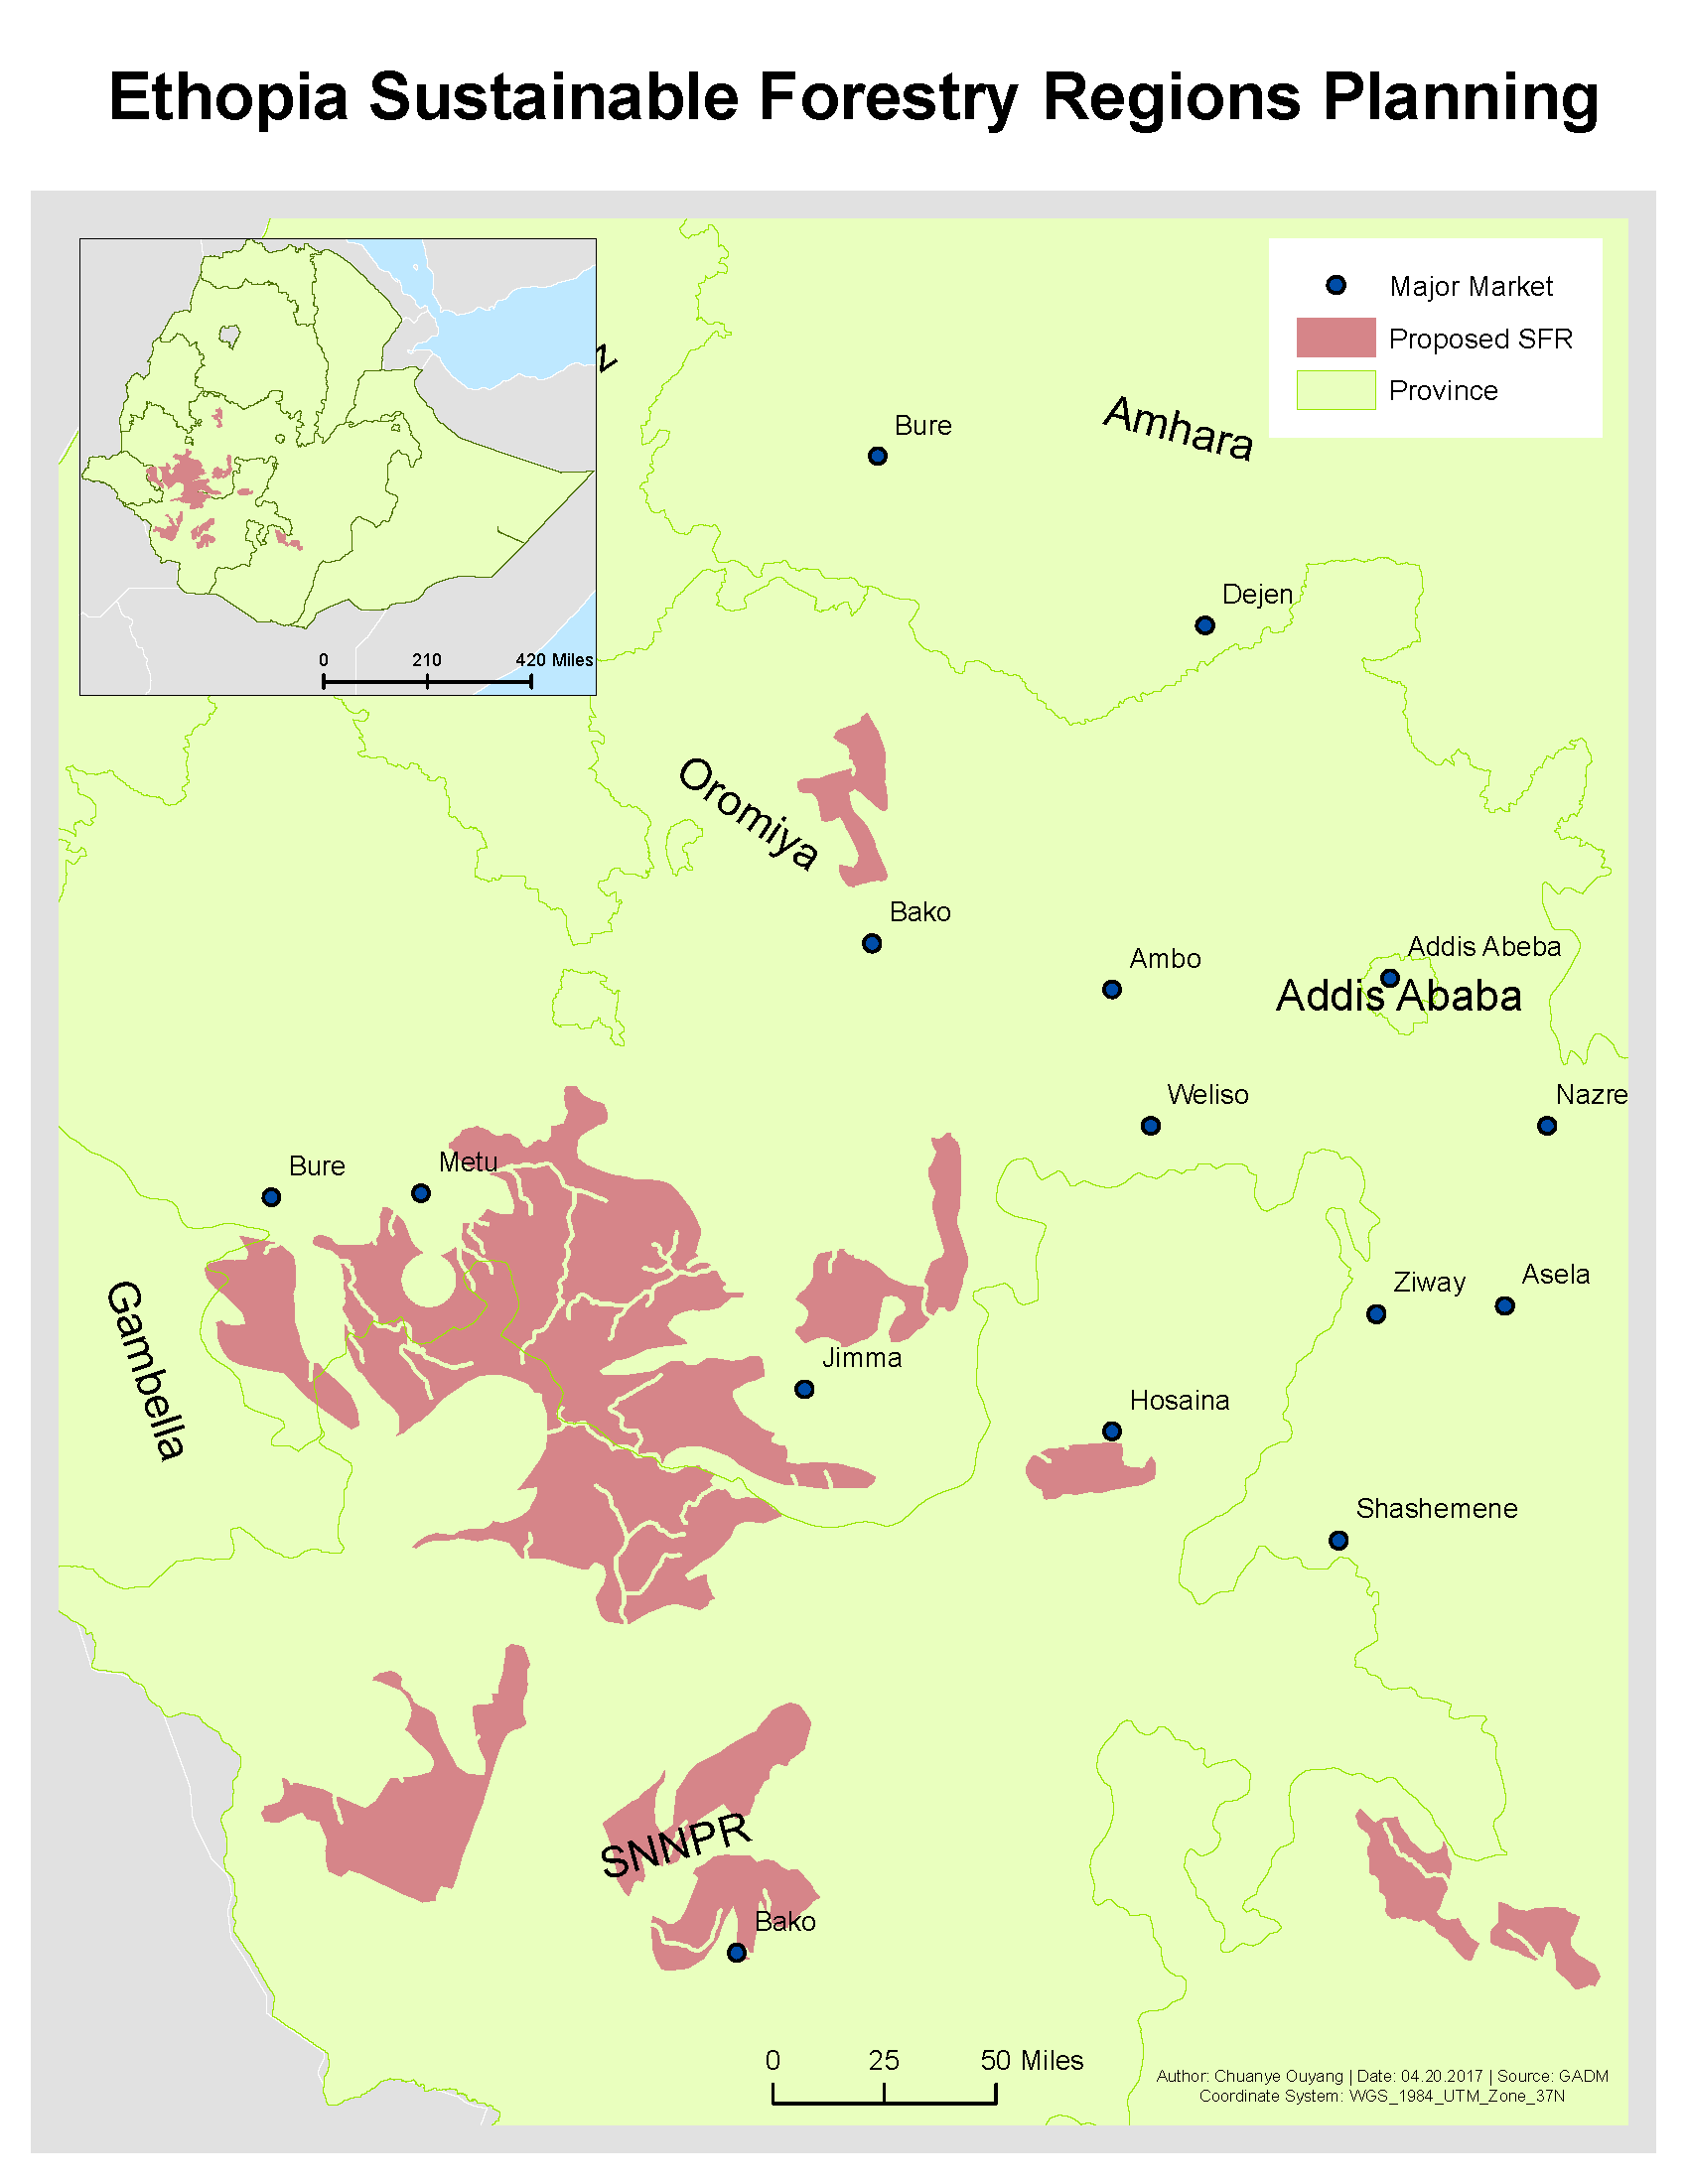 Ethopia Sustainable Forestry Regions Planning
Major Market
Proposed SFR
Province
0 210 420 Miles
z
Bure
Amhara
Dejen
Oromiya
Bako
Ambo
Addis Abeba
Addis Ababa
Weliso
Nazre
Bure
Metu
Gambella
Ziway
Asela
Jimma
Hosaina
Shashemene
SNNPR
Bako
0 25 50 Miles
Author: Chuanye Ouyang | Date: 04.20.2017 | Source: GADM
Coordinate System: WGS_1984_UTM_Zone_37N